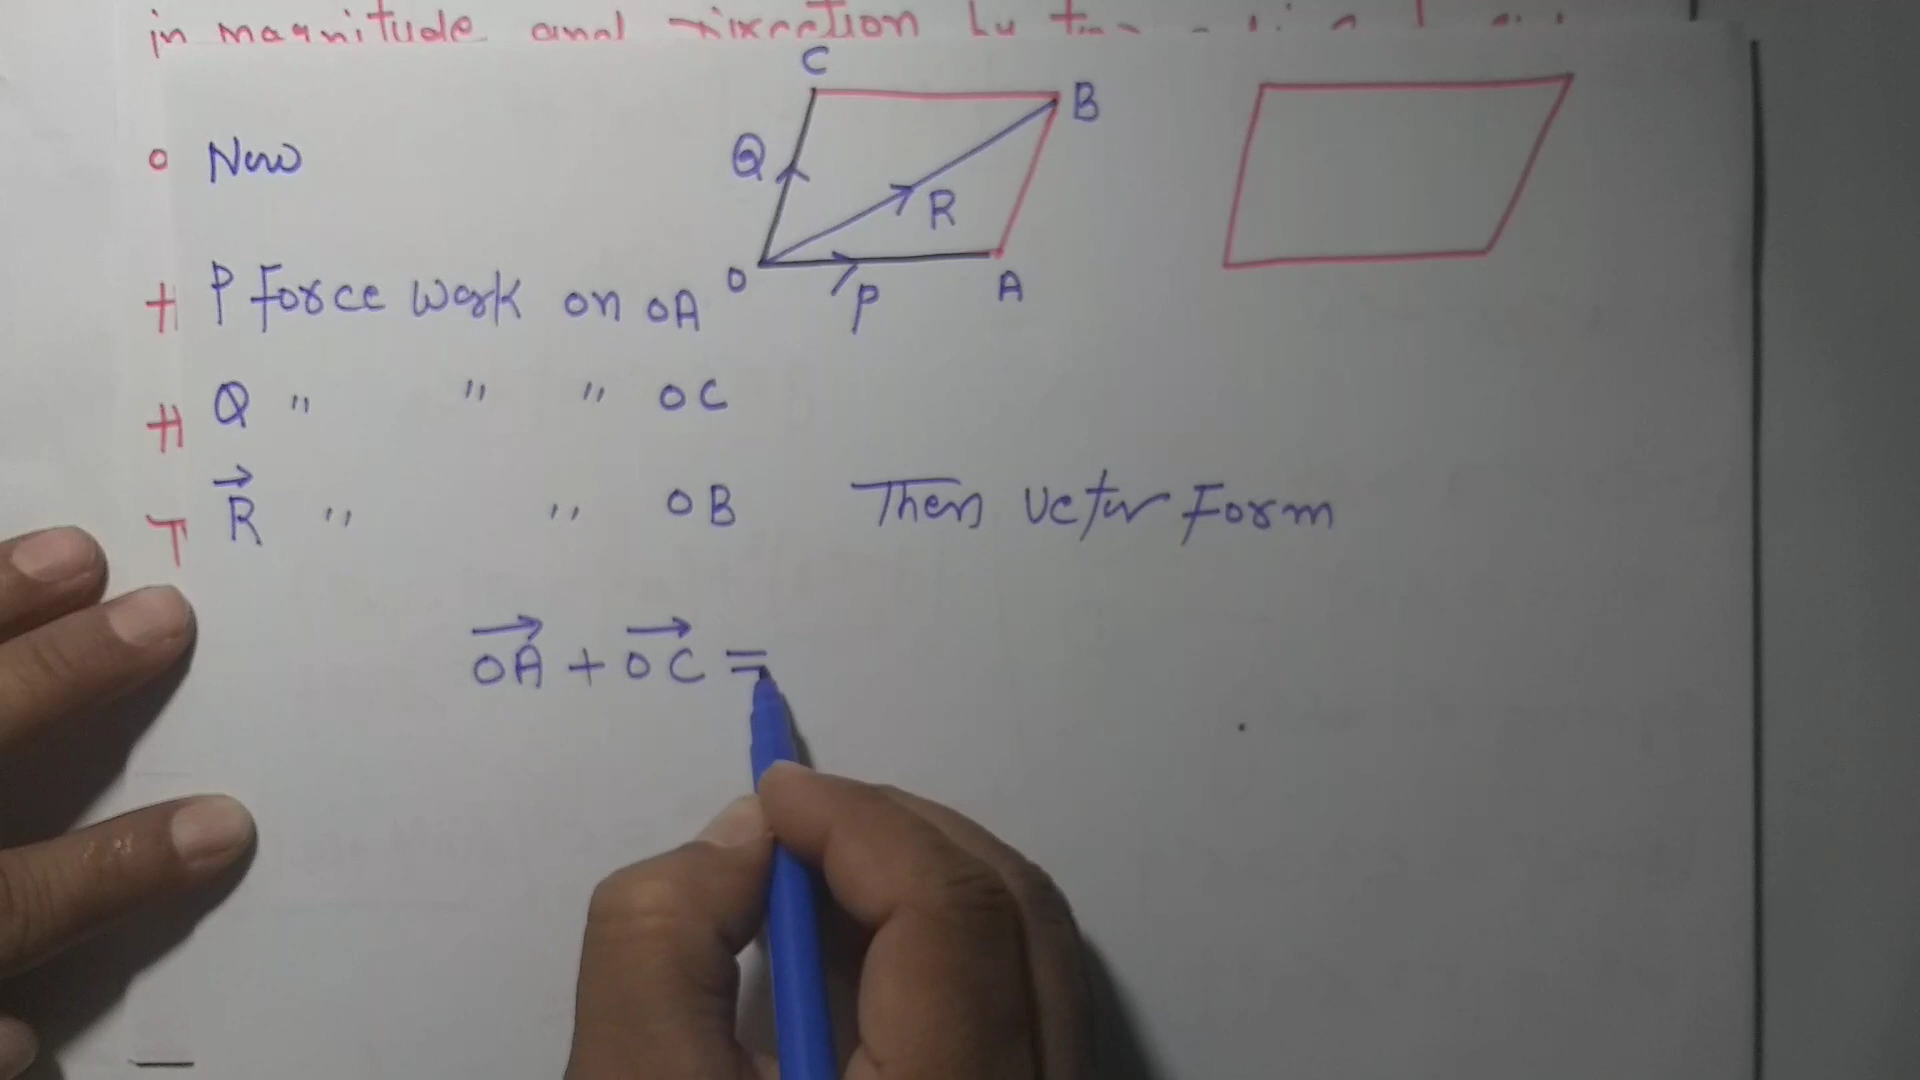 in magnitude and
C
B
Now
Q
R
O
P
A
P Force work on OA
Q " " " OC
R " " OB Then Vector Form
OA + OC =